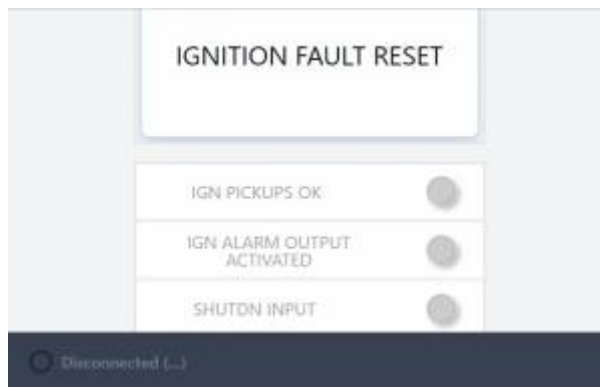 IGNITION FAULT RESET
IGN PICKUPS OK
IGN ALARM OUTPUT
ACTIVATED
SHUTDN INPUT
Disconnected (...)